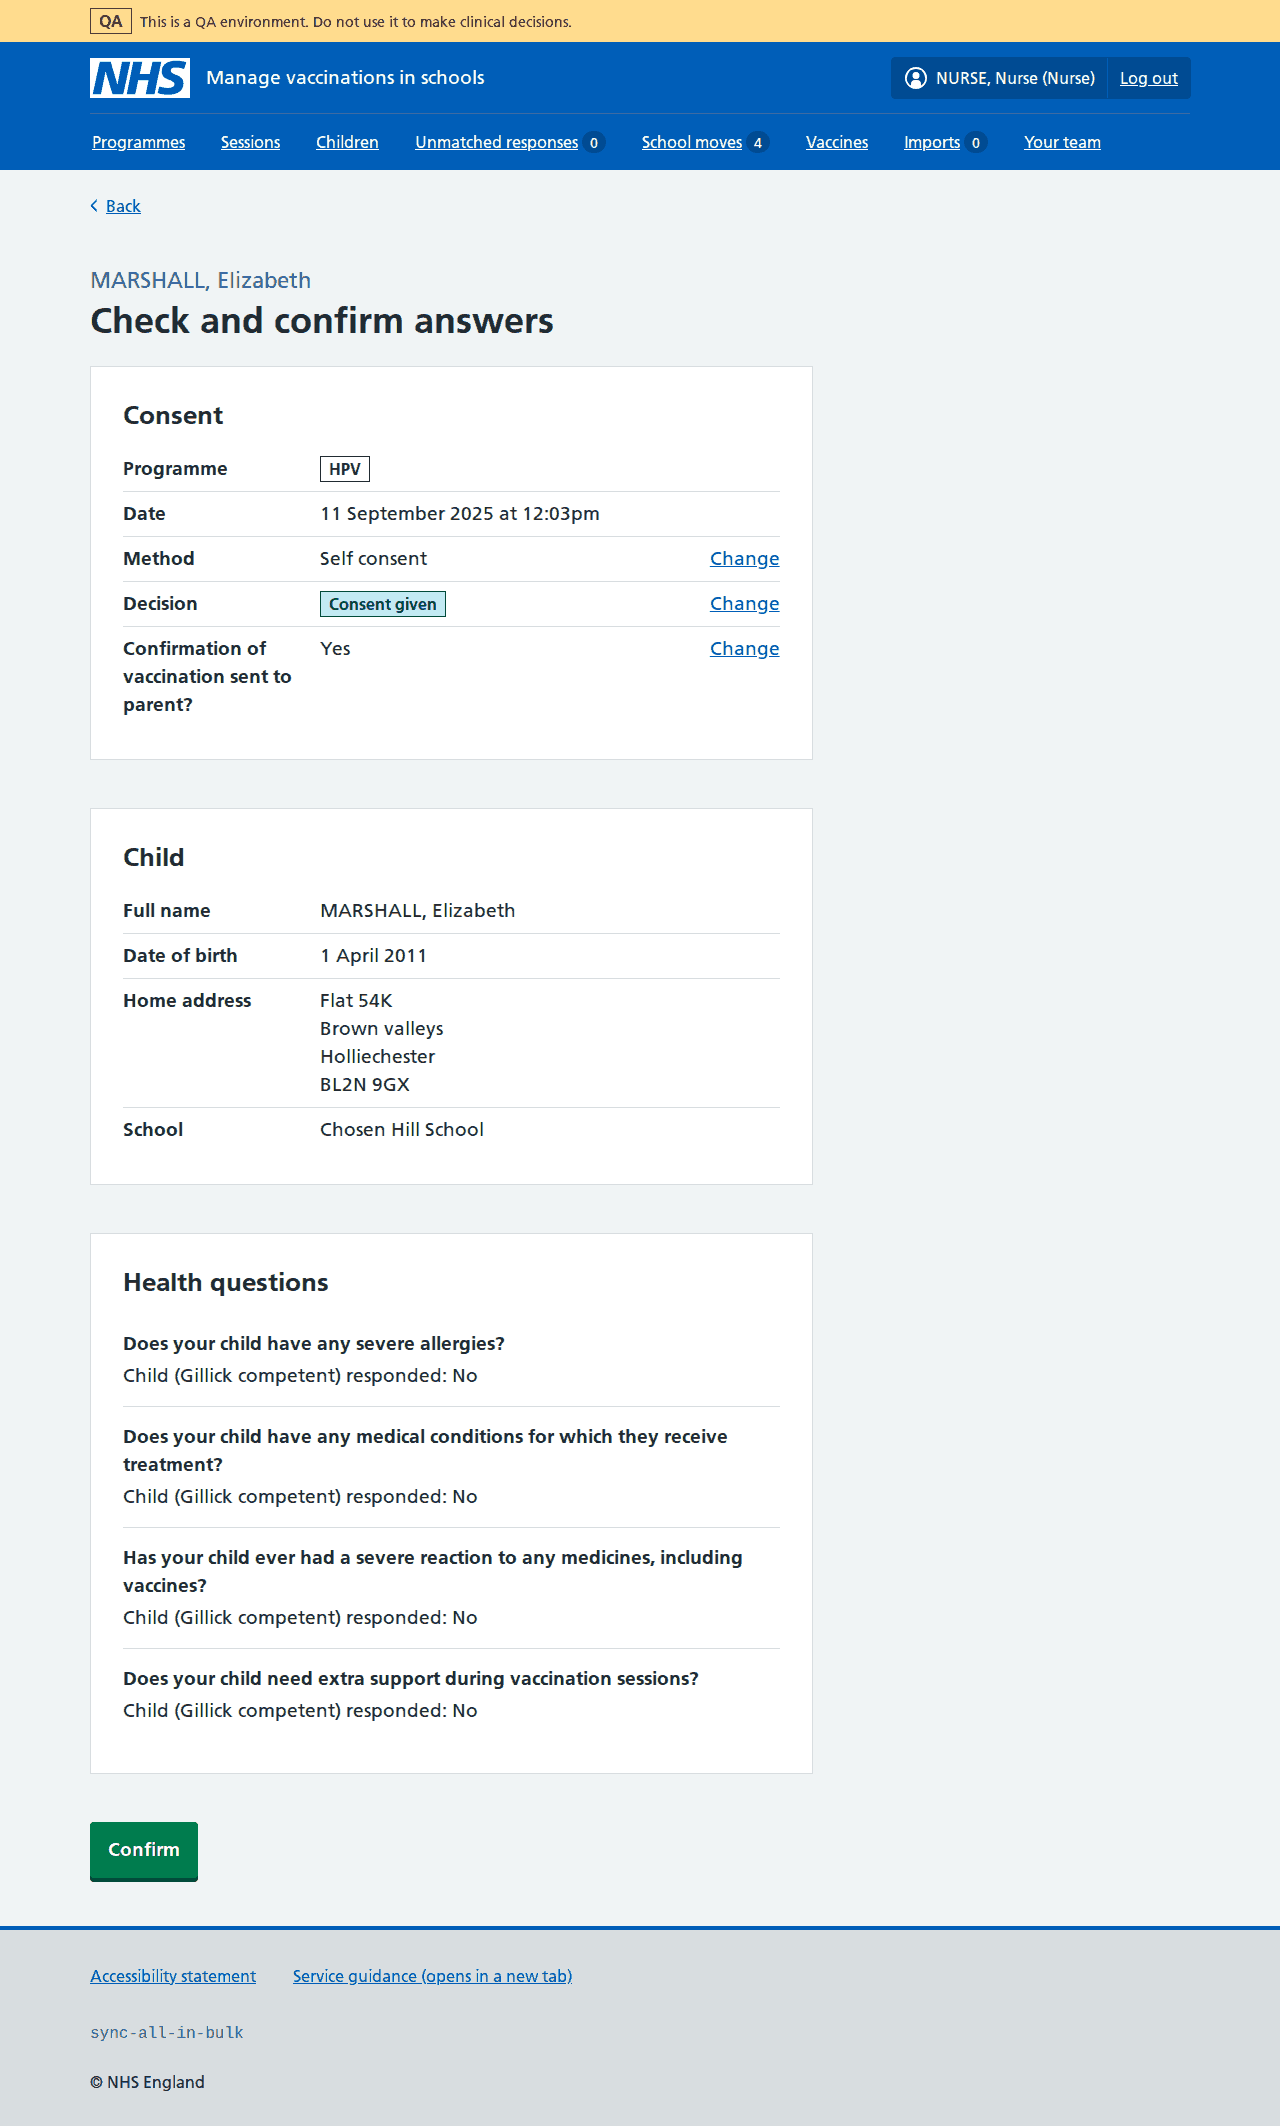 QA This is a QA environment. Do not use it to make clinical decisions.
NHS Manage vaccinations in schools NURSE, Nurse (Nurse) Log out
Programmes Sessions Children Unmatched responses 0 School moves 4 Vaccines Imports 0 Your team
Back
MARSHALL, Elizabeth
Check and confirm answers
Consent
Programme HPV
Date 11 September 2025 at 12:03pm
Method Self consent Change
Decision Consent given Change
Confirmation of Yes Change
vaccination sent to
parent?
Child
Full name MARSHALL, Elizabeth
Date of birth 1 April 2011
Home address Flat 54K
Brown valleys
Holliechester
BL2N 9GX
School Chosen Hill School
Health questions
Does your child have any severe allergies?
Child (Gillick competent) responded: No
Does your child have any medical conditions for which they receive
treatment?
Child (Gillick competent) responded: No
Has your child ever had a severe reaction to any medicines, including
vaccines?
Child (Gillick competent) responded: No
Does your child need extra support during vaccination sessions?
Child (Gillick competent) responded: No
Confirm
Accessibility statement Service guidance (opens in a new tab)
sync-all-in-bulk
© NHS England